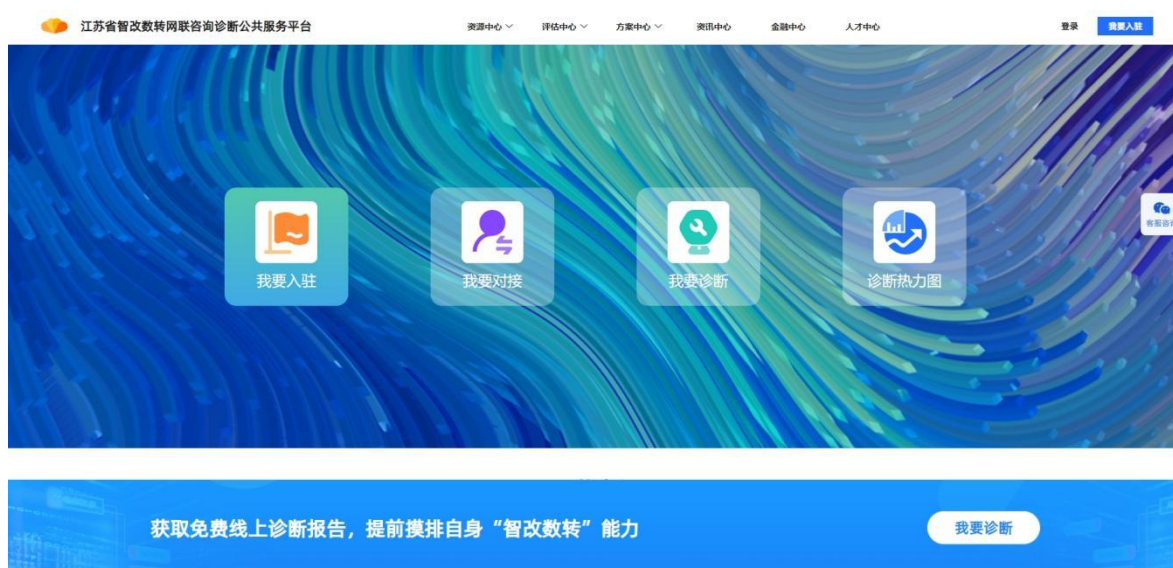 江苏省智改数转网联咨询诊断公共服务平台 资源中心 评估中心 方案中心 资讯中心 金融中心 人才中心 登录 我要入驻
我要入驻 我要对接 我要诊断 诊断热力图
客服咨
获取免费线上诊断报告，提前摸排自身“智改数转”能力 我要诊断